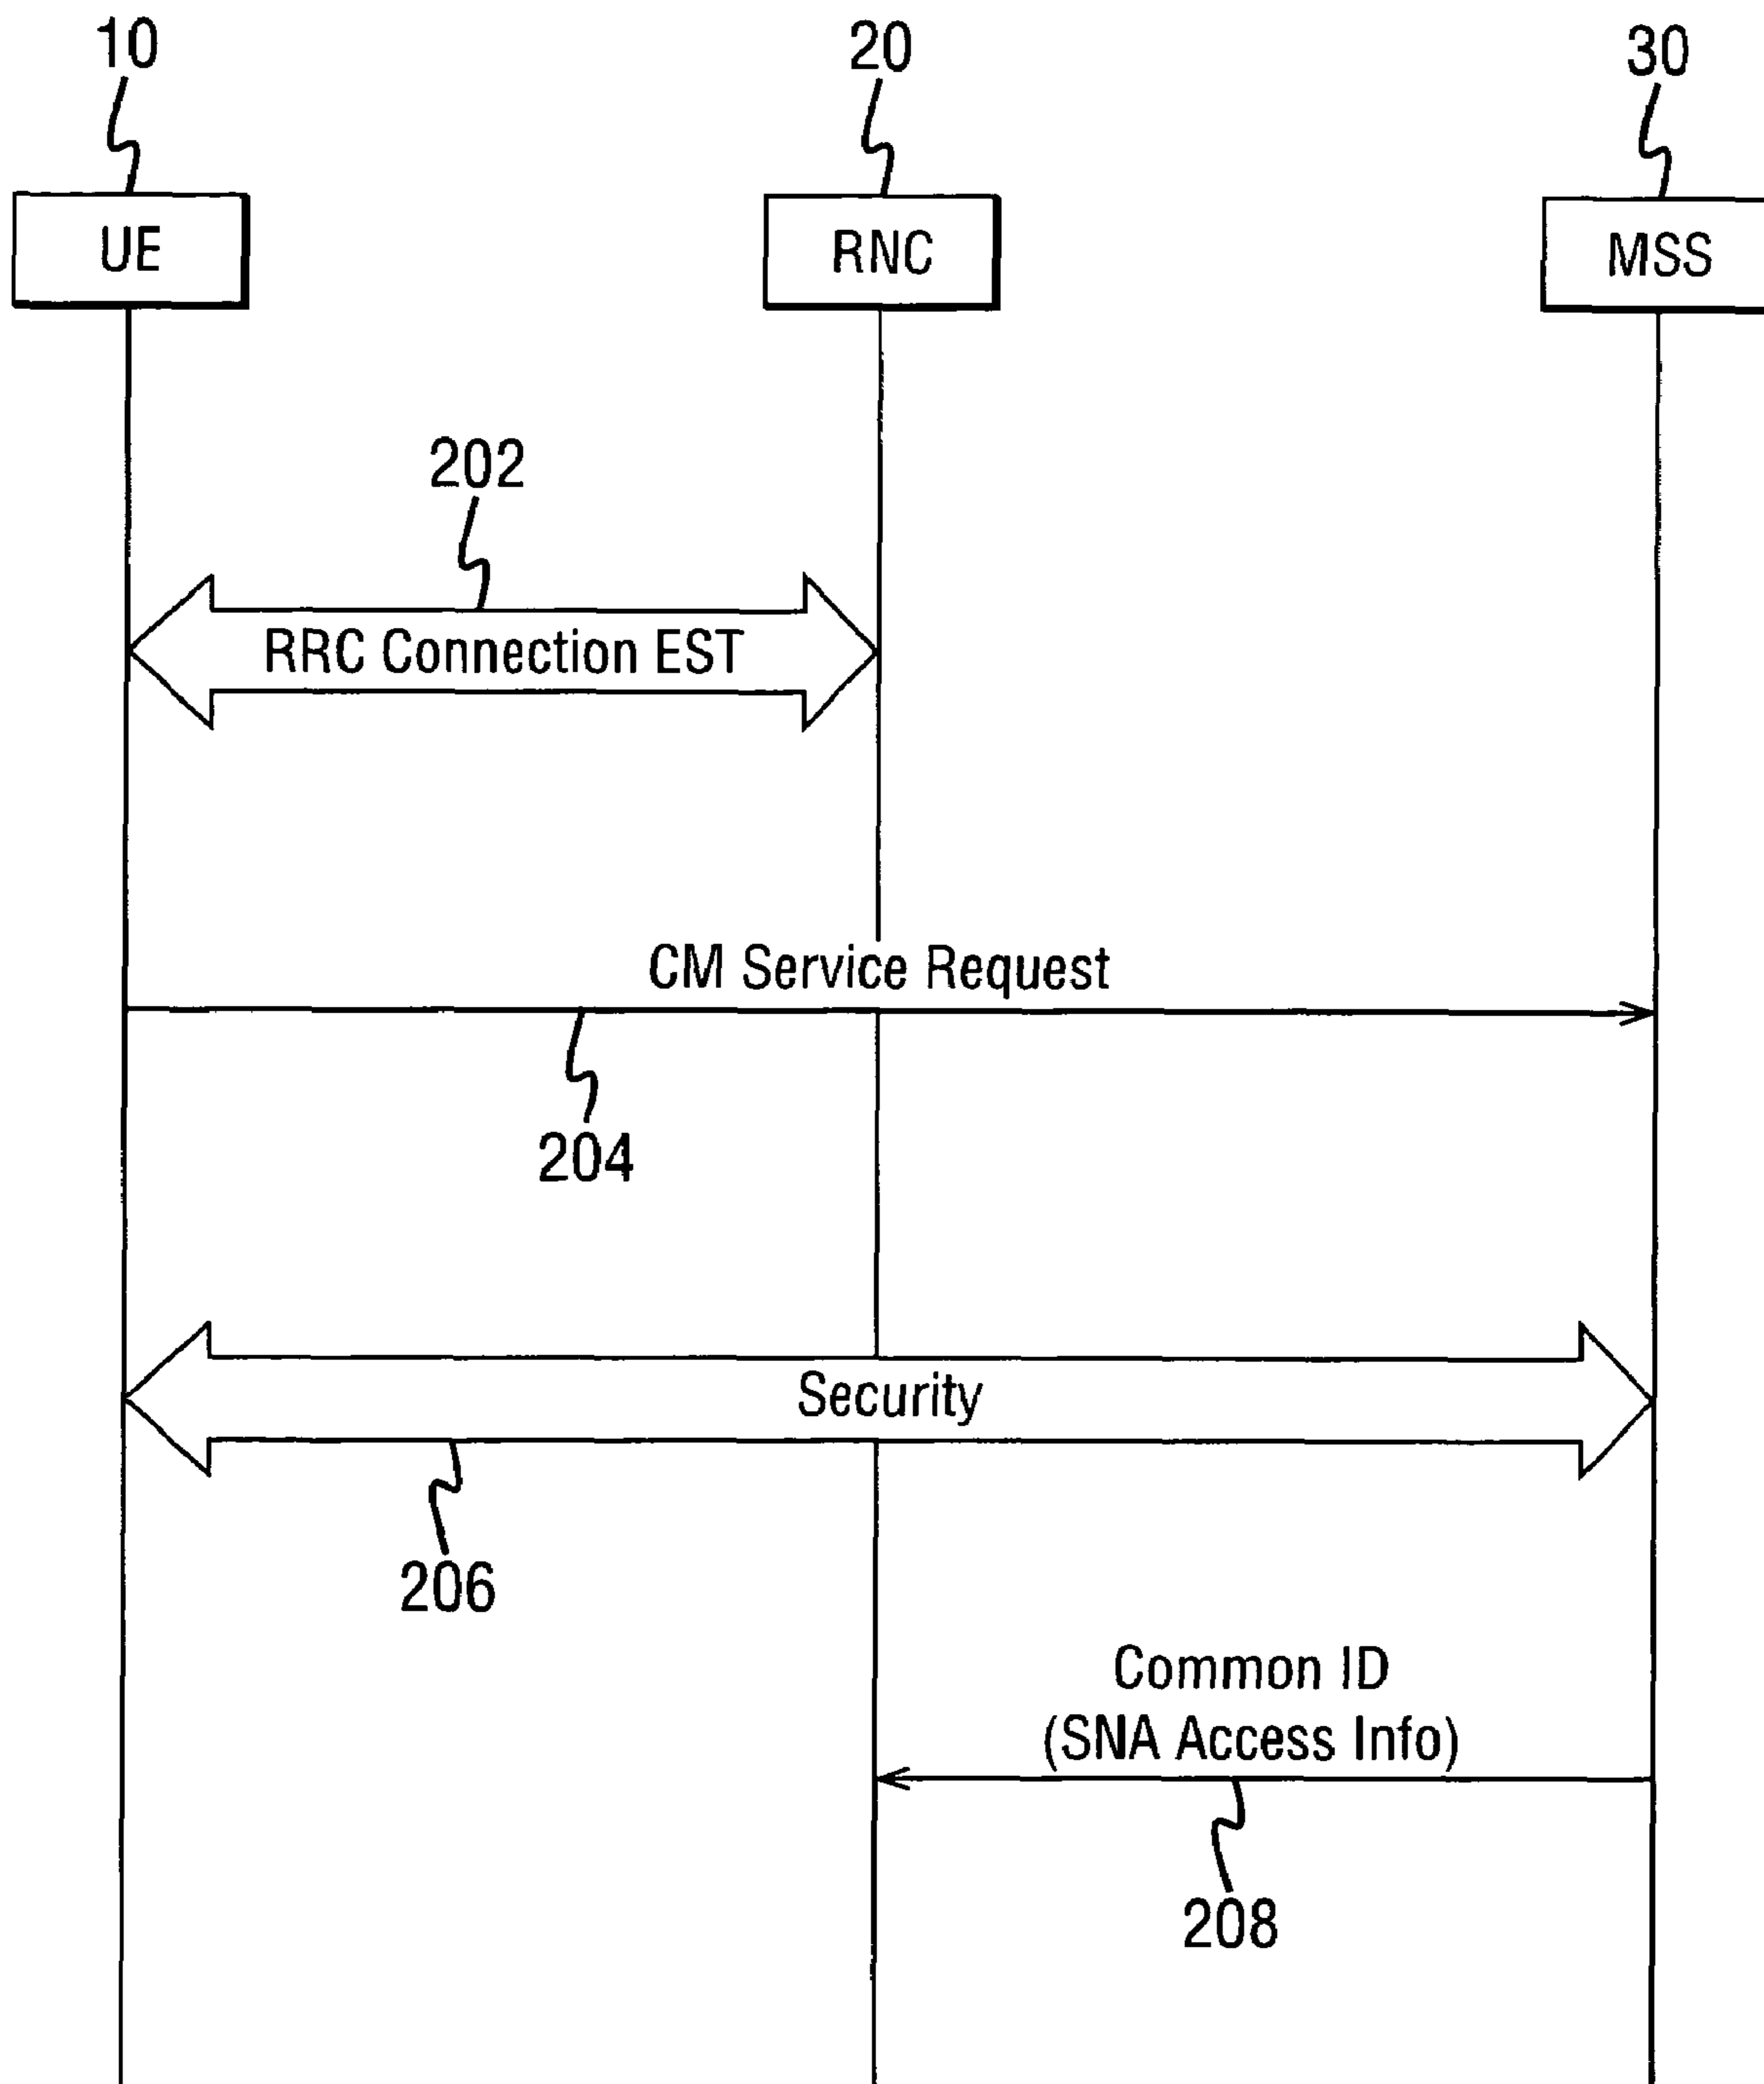 10
20
30
UE
RNC
MSS
202
RRC Connection EST
CM Service Request
204
Security
206
Common ID
(SNA Access Info)
208